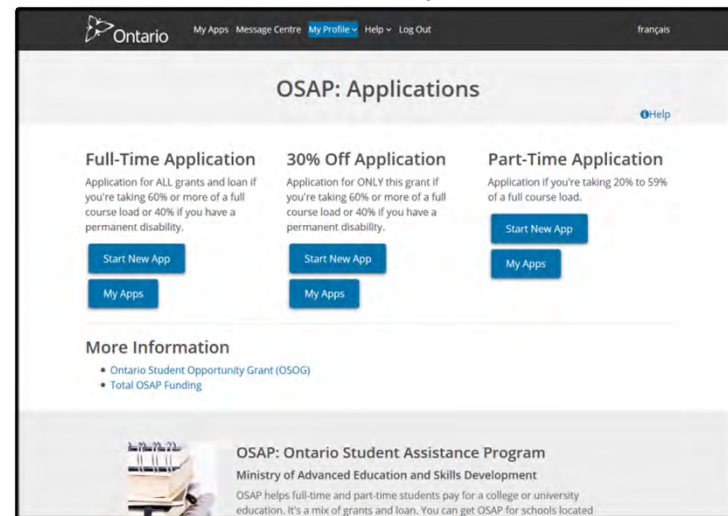 Ontario My Apps Message Centre My Profile Help Log Out français
OSAP: Applications
Help
Full-Time Application
Application for ALL grants and loan if
you're taking 60% or more of a full
course load or 40% if you have a
permanent disability.
Start New App
My Apps
30% Off Application
Application for ONLY this grant if
you're taking 60% or more of a full
course load or 40% if you have a
permanent disability.
Start New App
My Apps
Part-Time Application
Application if you're taking 20% to 59%
of a full course load.
Start New App
My Apps
More Information
• Ontario Student Opportunity Grant (OSOG)
• Total OSAP Funding
OSAP: Ontario Student Assistance Program
Ministry of Advanced Education and Skills Development
OSAP helps full-time and part-time students pay for a college or university
education. It's a mix of grants and loan. You can get OSAP for schools located